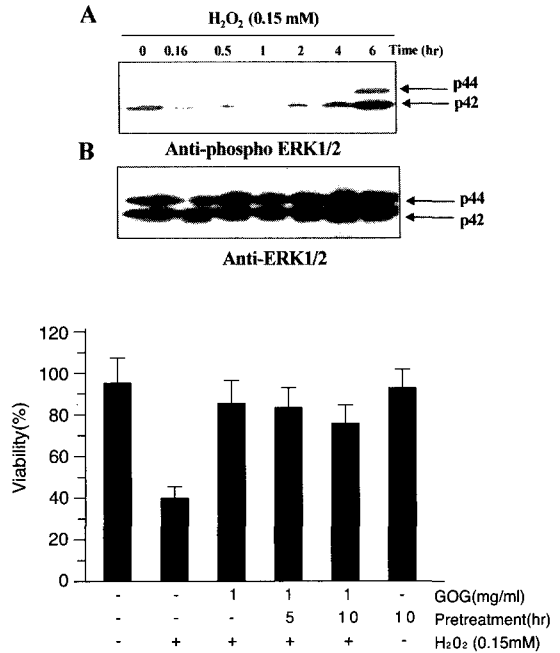 A
H₂O₂ (0.15 mM)
0 0.16 0.5 1 2 4 6 Time (hr)
p44
p42
Anti-phospho ERK1/2
B
p44
p42
Anti-ERK1/2
120
100
80
60
40
20
0
Viability(%)
- - 1 1 1 - GOG(mg/ml)
- - - 5 10 10 Pretreatment(hr)
- + + + + - H₂O₂ (0.15mM)